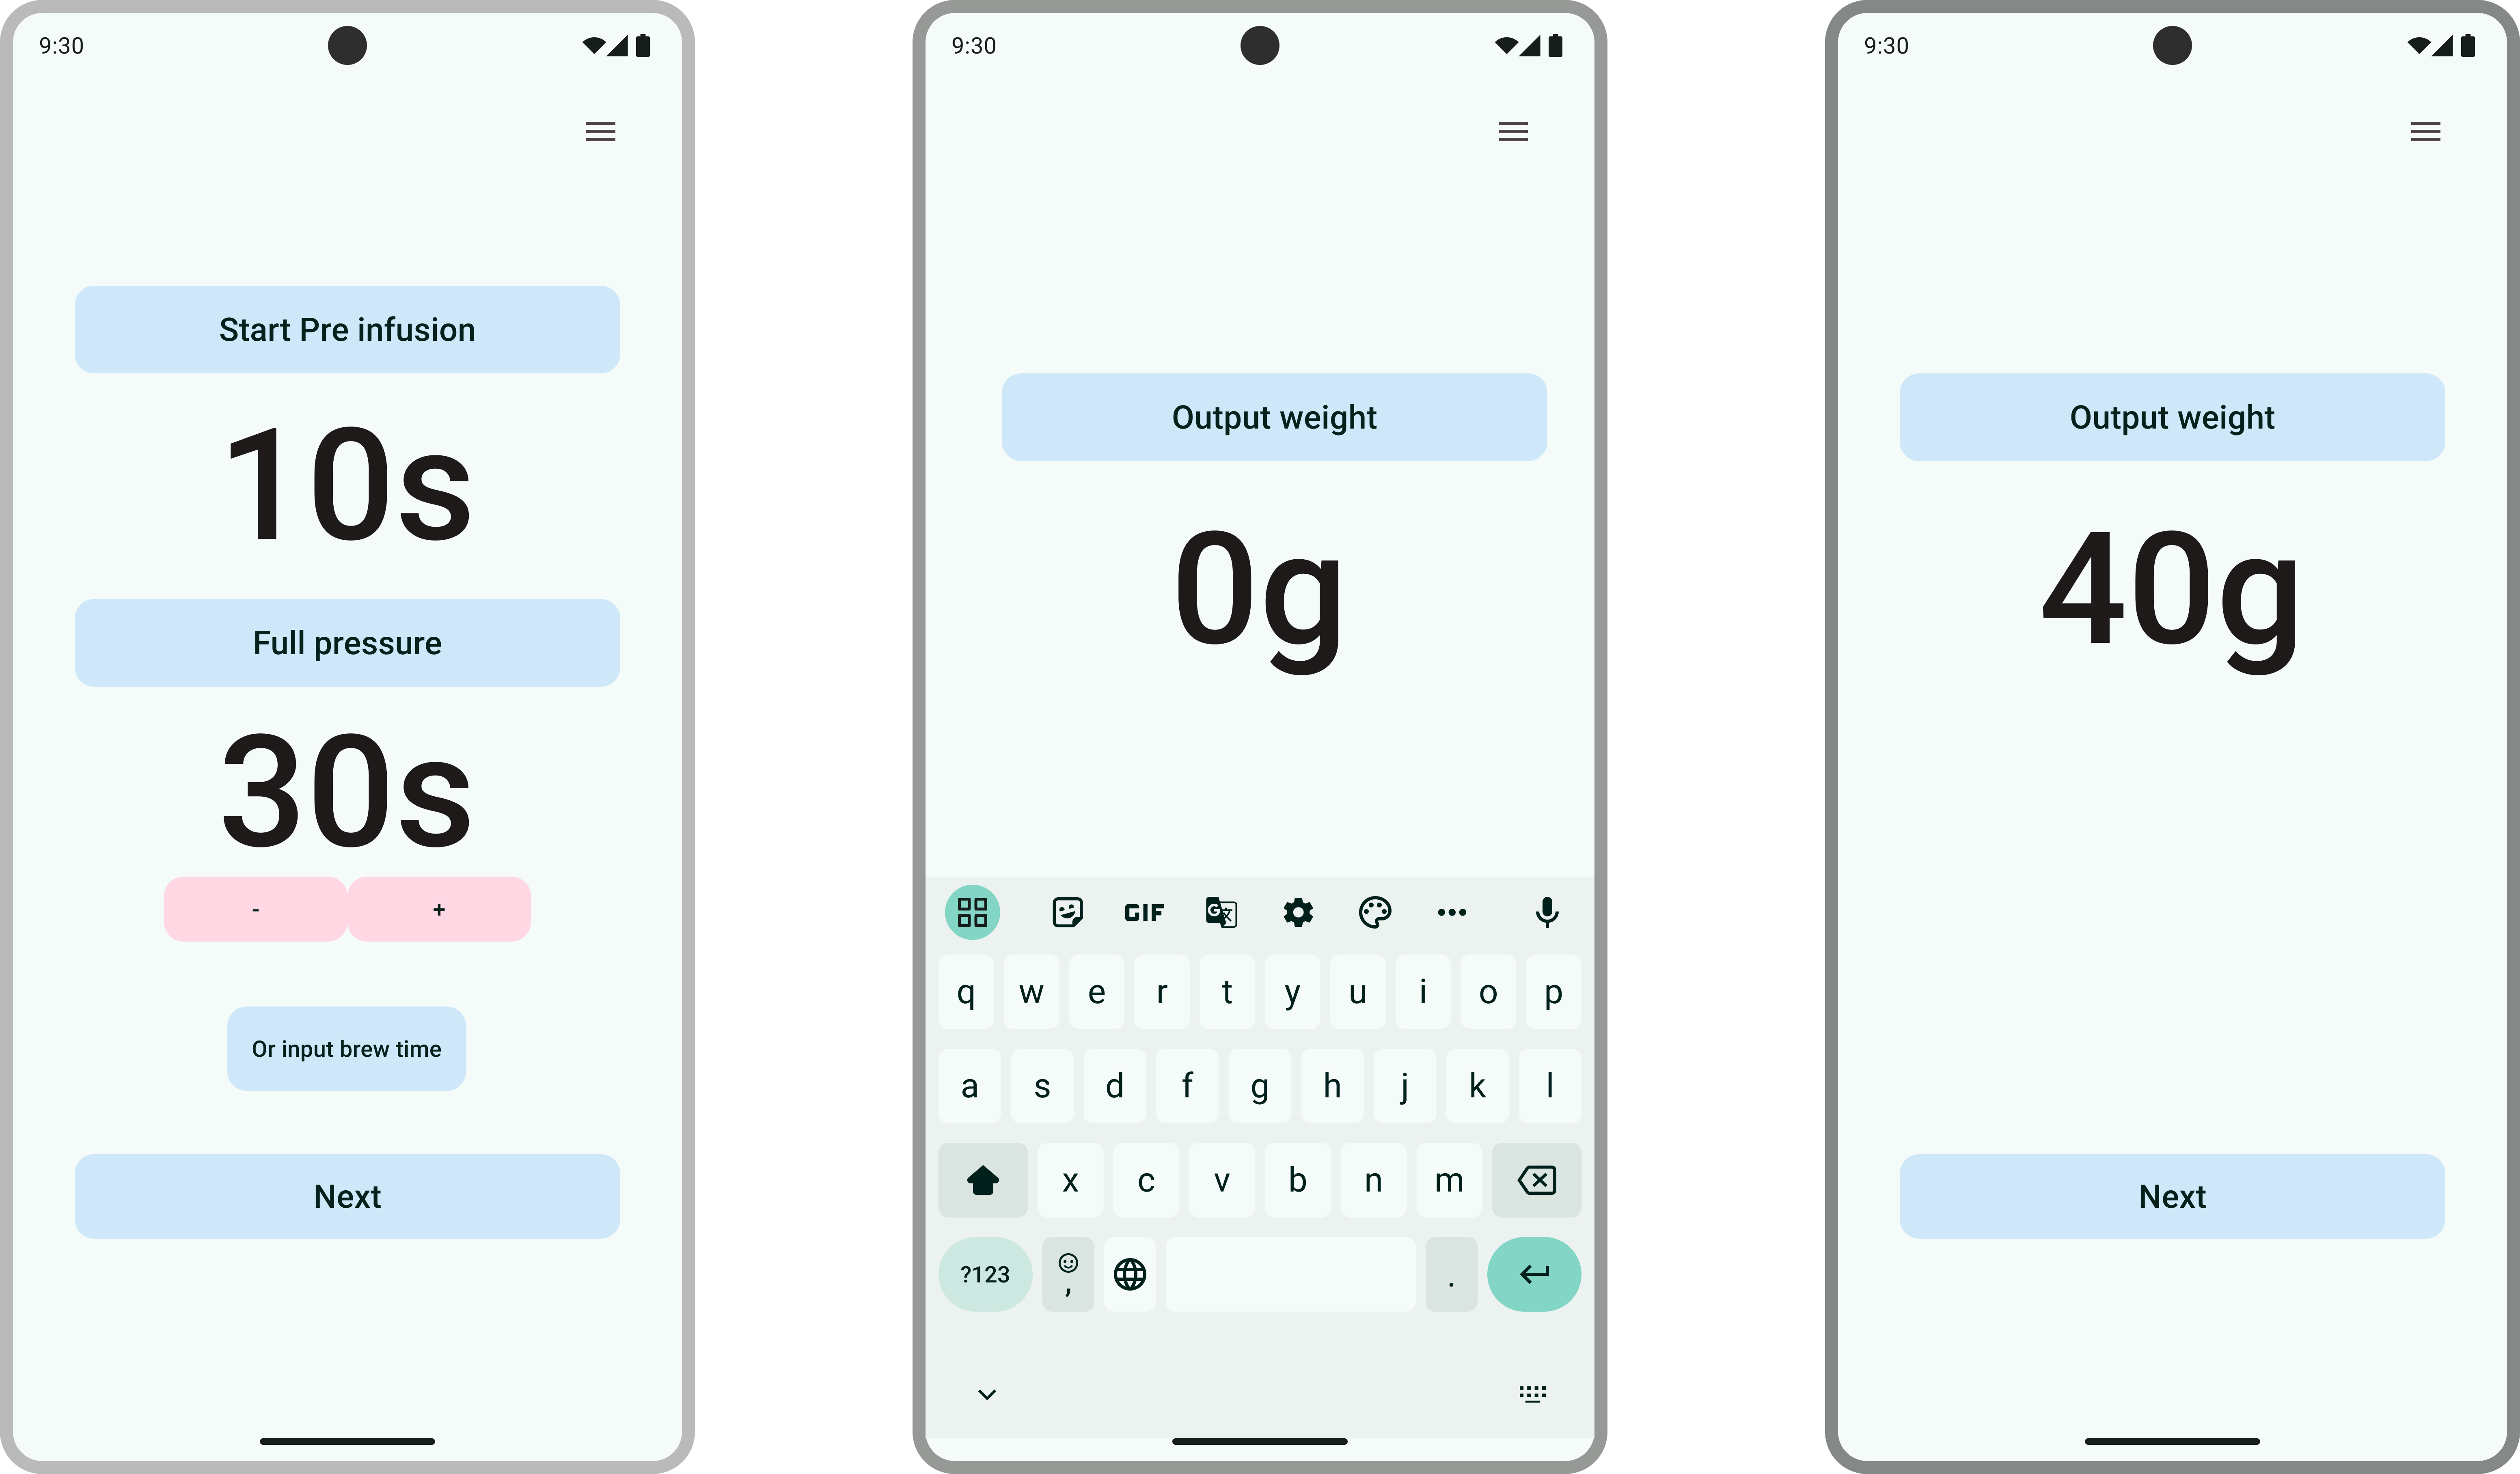 9:30
Start Pre infusion
10s
Full pressure
30s
- +
Or input brew time
Next
9:30
Output weight
0g
GIF G 文
q w e r t y u i o p
a s d f g h j k l
x c v b n m
?123 , .
9:30
Output weight
40g
Next